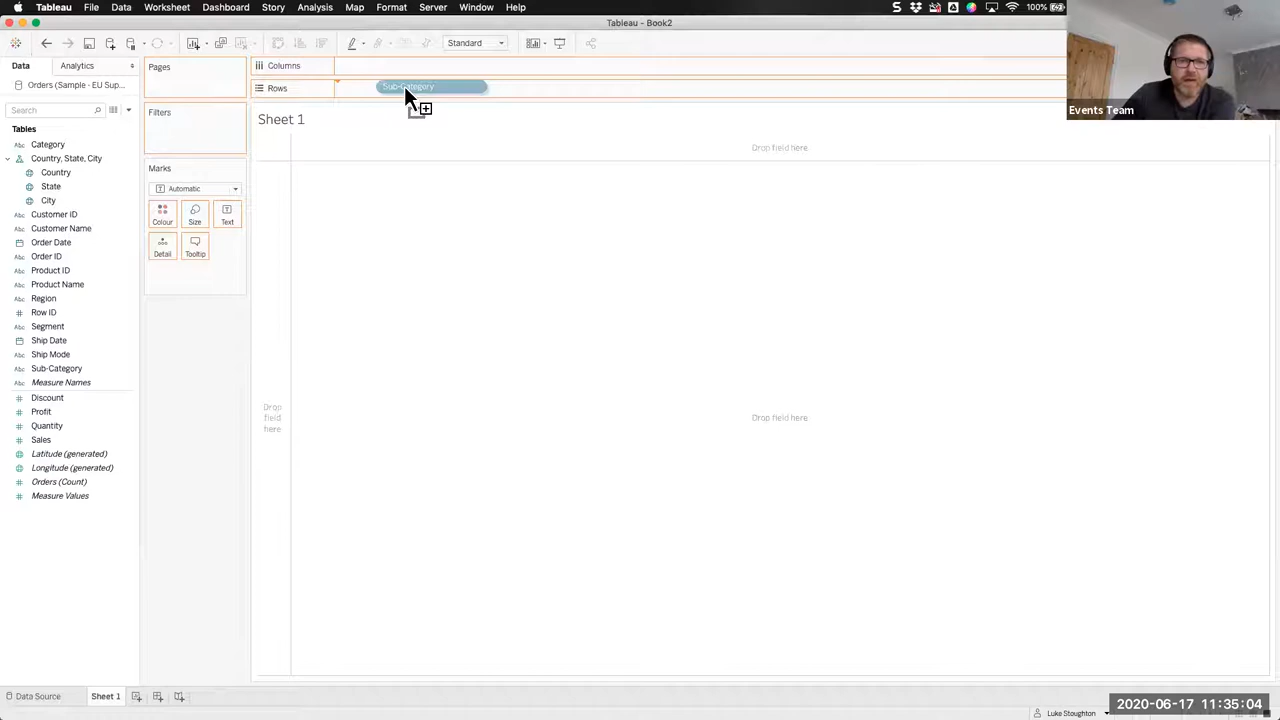 Tableau File Data Worksheet Dashboard Story Analysis Map Format Server Window Help
100%
Tableau - Book2
Standard
Data Analytics
Orders (Sample - EU Sup...
Search
Tables
Category
Country, State, City
Country
State
City
Customer ID
Customer Name
Order Date
Order ID
Product ID
Product Name
Region
Row ID
Segment
Ship Date
Ship Mode
Sub-Category
Measure Names
Discount
Profit
Quantity
Sales
Latitude (generated)
Longitude (generated)
Orders (Count)
Measure Values
Pages
Filters
Marks
Automatic
Colour Size Text
Detail Tooltip
Columns
Rows
Sub-Category
Sheet 1
Drop field here
Drop
field
here
Drop field here
Events Team
Data Source Sheet 1
2020-06-17 11:35:04
Luke Stoughton